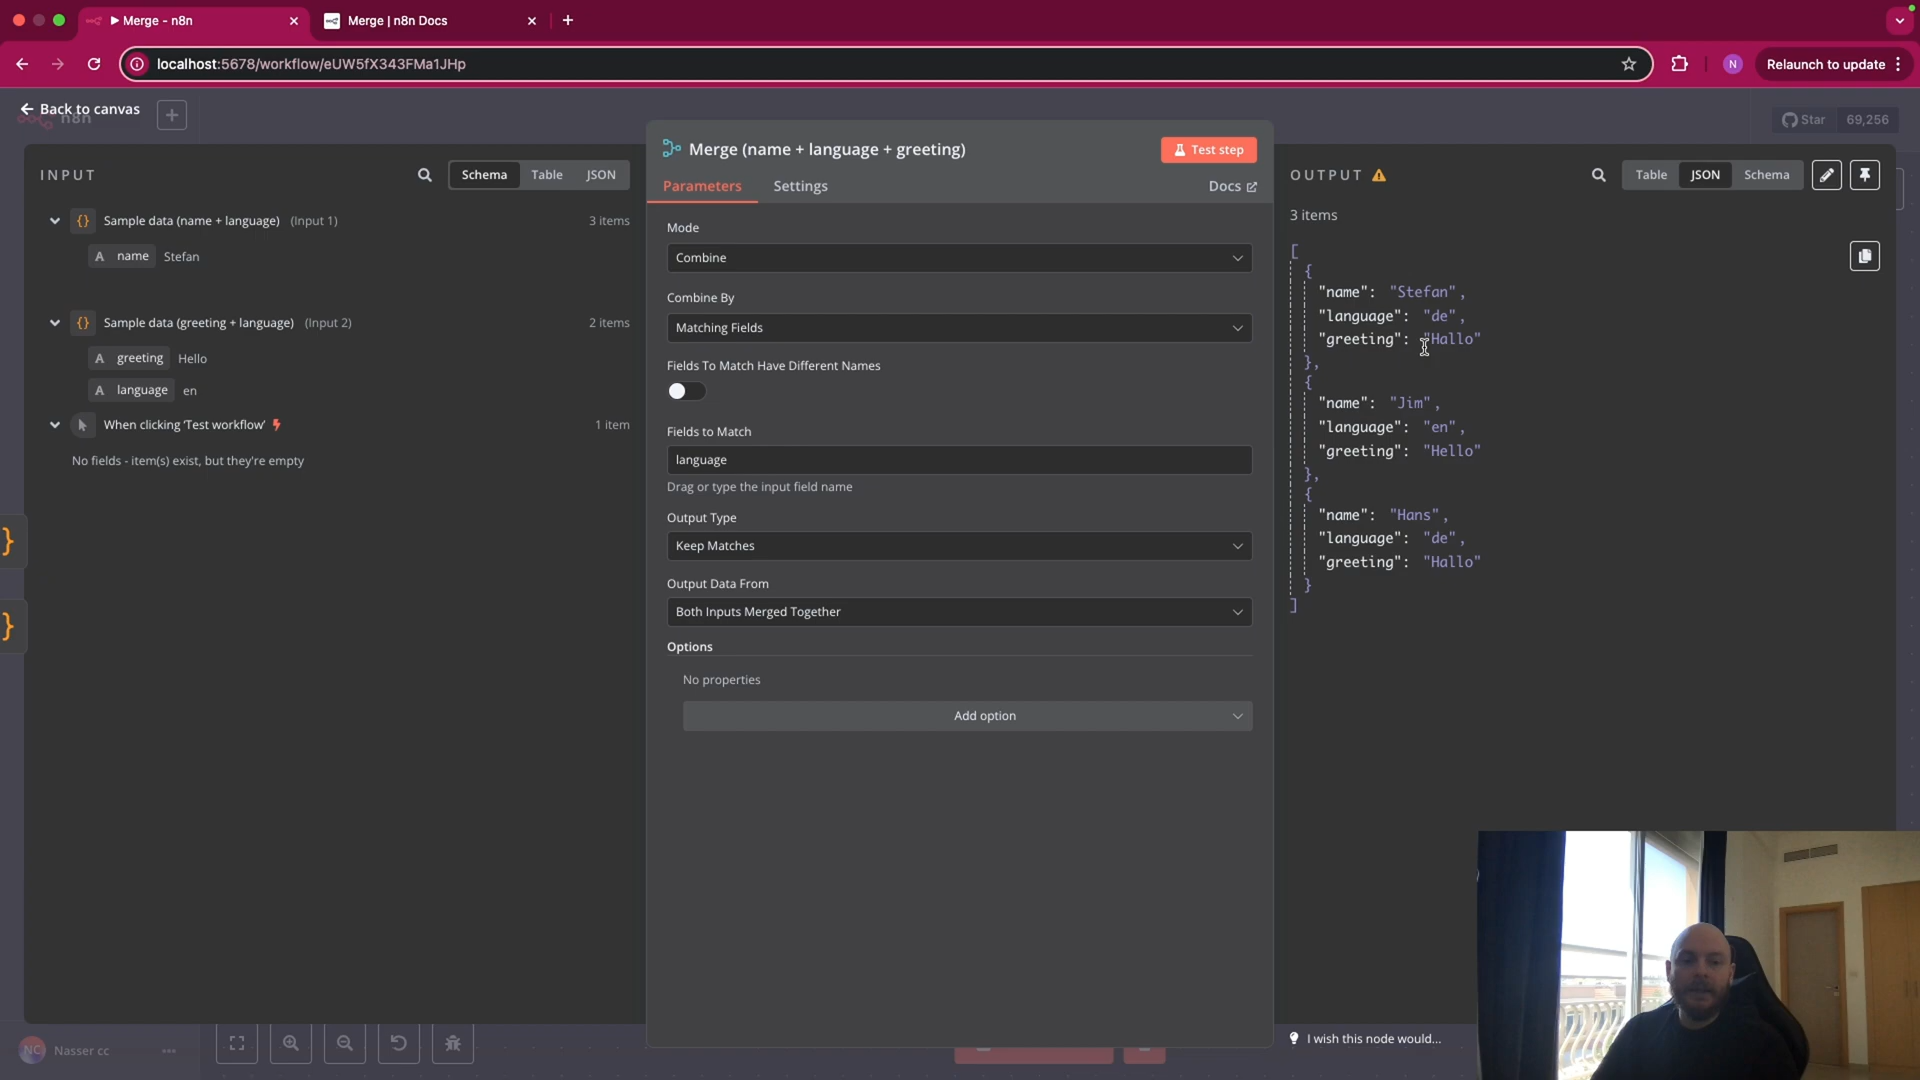 Merge - n8n
Merge | n8n Docs
localhost:5678/workflow/eUW5fX343FMa1JHp
N
Relaunch to update
Back to canvas
n8n
Star 69,256
INPUT
Schema Table JSON
Sample data (name + language) (Input 1) 3 items
A name Stefan
Sample data (greeting + language) (Input 2) 2 items
A greeting Hello
A language en
When clicking ‘Test workflow’ 1 item
No fields - item(s) exist, but they're empty
Merge (name + language + greeting)
Test step
Parameters Settings Docs
Mode
Combine
Combine By
Matching Fields
Fields To Match Have Different Names
Fields to Match
language
Drag or type the input field name
Output Type
Keep Matches
Output Data From
Both Inputs Merged Together
Options
No properties
Add option
OUTPUT
Table JSON Schema
3 items
[
{
"name": "Stefan",
"language": "de",
"greeting": "Hallo"
},
{
"name": "Jim",
"language": "en",
"greeting": "Hello"
},
{
"name": "Hans",
"language": "de",
"greeting": "Hallo"
}
]
I wish this node would...
NC Nasser cc